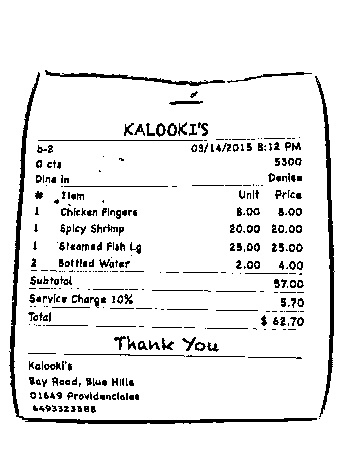 KALOOKI'S
b-2 03/14/2015 8:12 PM
0 cts 5300
Dine in Denise
# Item Unit Price
1 Chicken Fingers 8.00 8.00
1 Spicy Shrimp 20.00 20.00
1 Steamed Fish Lg 25.00 25.00
2 Bottled Water 2.00 4.00
Subtotal 57.00
Service Charge 10% 5.70
Total $ 62.70
Thank You
Kalooki's
Bay Road, Blue Hills
01649 Providenciales
6493323388